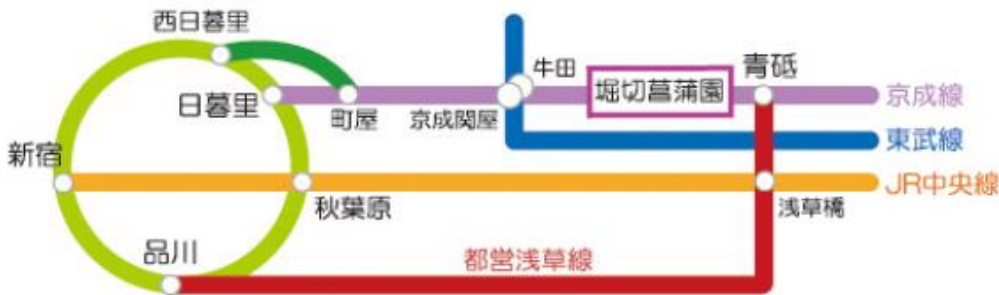 西日暮里
牛田
青砥
堀切菖蒲園
日暮里
町屋
京成関屋
京成線
東武線
新宿
JR中央線
秋葉原
浅草橋
品川
都営浅草線